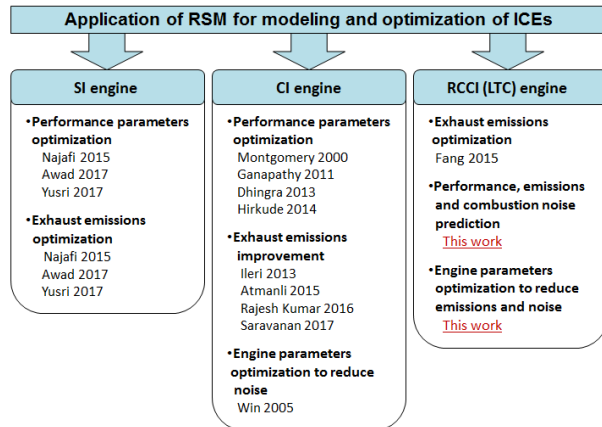 Application of RSM for modeling and optimization of ICEs
SI engine
•Performance parameters
optimization
Najafi 2015
Awad 2017
Yusri 2017
•Exhaust emissions
optimization
Najafi 2015
Awad 2017
Yusri 2017
CI engine
•Performance parameters
optimization
Montgomery 2000
Ganapathy 2011
Dhingra 2013
Hirkude 2014
•Exhaust emissions
improvement
Ileri 2013
Atmanli 2015
Rajesh Kumar 2016
Saravanan 2017
•Engine parameters
optimization to reduce
noise
Win 2005
RCCI (LTC) engine
•Exhaust emissions
optimization
Fang 2015
•Performance, emissions
and combustion noise
prediction
This work
•Engine parameters
optimization to reduce
emissions and noise
This work